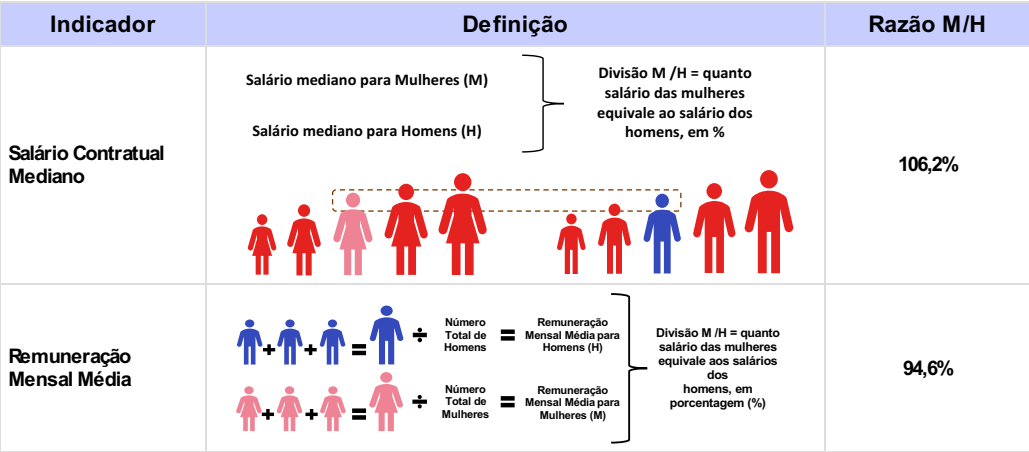 Indicador
Definição
Razão M/H
Salário Contratual
Mediano
Salário mediano para Mulheres (M)
Salário mediano para Homens (H)
Divisão M /H = quanto
salário das mulheres
equivale ao salário dos
homens, em %
106,2%
Remuneração
Mensal Média
+ + = ÷
Número
Total de
Homens
=
Remuneração
Mensal Média para
Homens (H)
+ + = ÷
Número
Total de
Mulheres
=
Remuneração
Mensal Média para
Mulheres (M)
Divisão M /H = quanto
salário das mulheres
equivale aos salários
dos
homens, em
porcentagem (%)
94,6%